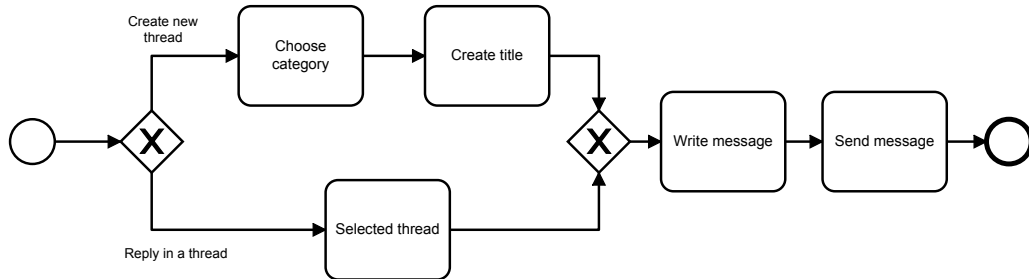 Create new
thread
Choose
category
Create title
Write message
Send message
Selected thread
Reply in a thread